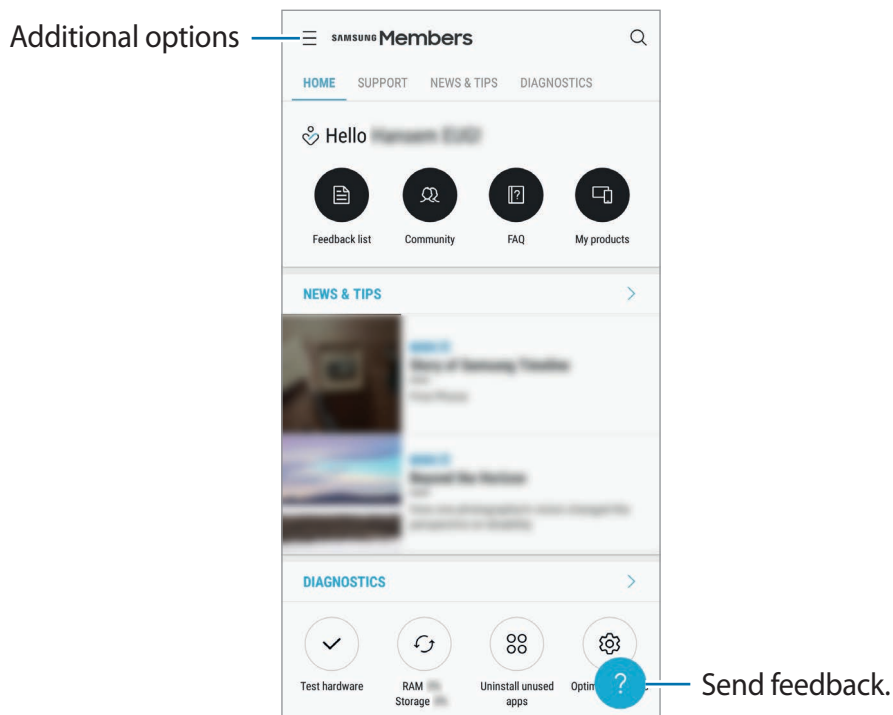 Additional options
SAMSUNG Members
HOME SUPPORT NEWS & TIPS DIAGNOSTICS
Hello
Feedback list Community FAQ My products
NEWS & TIPS
DIAGNOSTICS
Test hardware RAM Uninstall unused
Storage apps
?
Send feedback.